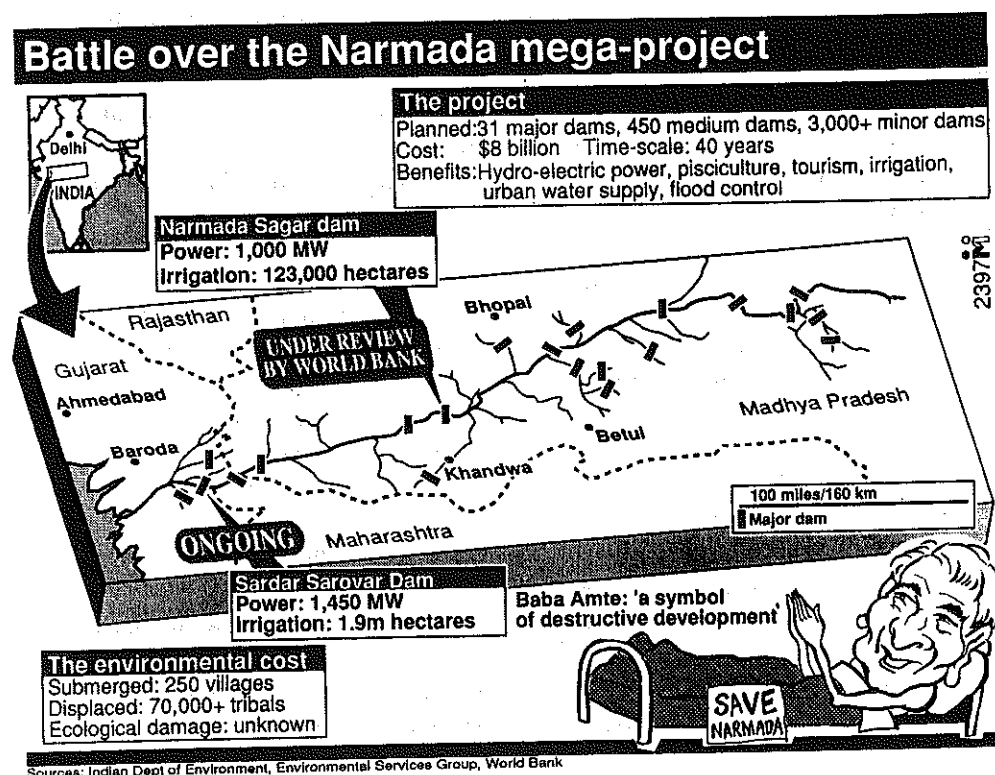 Battle over the Narmada mega-project
The project
Planned:31 major dams, 450 medium dams, 3,000+ minor dams
Cost: $8 billion Time-scale: 40 years
Benefits:Hydro-electric power, pisciculture, tourism, irrigation,
urban water supply, flood control
Delhi
INDIA
Narmada Sagar dam
Power: 1,000 MW
Irrigation: 123,000 hectares
2397
Rajasthan
Bhopal
UNDER REVIEW
BY WORLD BANK
Gujarat
Ahmedabad
Madhya Pradesh
Baroda
Betul
Khandwa
100 miles/160 km
Major dam
ONGOING
Maharashtra
Sardar Sarovar Dam
Power: 1,450 MW
Irrigation: 1.9m hectares
Baba Amte: 'a symbol
of destructive development'
The environmental cost
Submerged: 250 villages
Displaced: 70,000+ tribals
Ecological damage: unknown
SAVE
NARMADA
Sources: Indian Dept of Environment, Environmental Services Group, World Bank